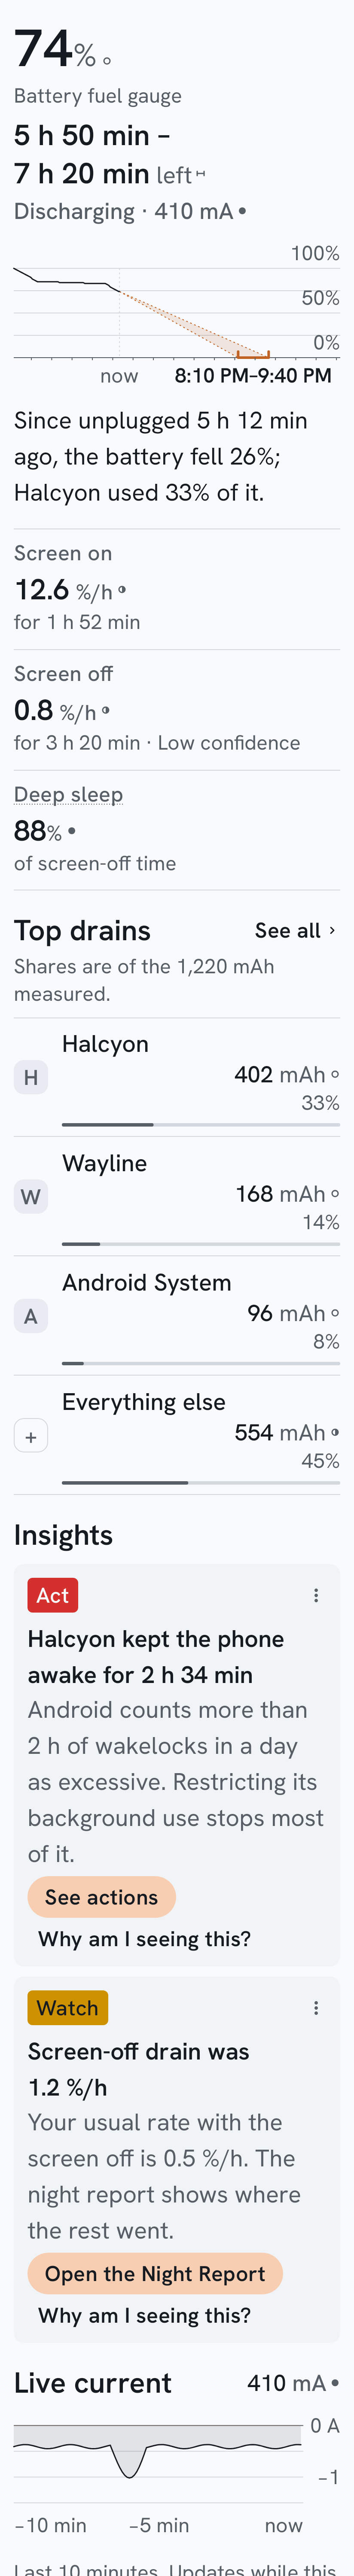 74%
Battery fuel gauge
5 h 50 min –
7 h 20 min left
Discharging · 410 mA
100%
50%
0%
now 8:10 PM–9:40 PM
Since unplugged 5 h 12 min
ago, the battery fell 26%;
Halcyon used 33% of it.
Screen on
12.6 %/h
for 1 h 52 min
Screen off
0.8 %/h
for 3 h 20 min · Low confidence
Deep sleep
88%
of screen-off time
Top drains See all ›
Shares are of the 1,220 mAh
measured.
Halcyon
H 402 mAh
33%
Wayline
W 168 mAh
14%
Android System
A 96 mAh
8%
Everything else
+ 554 mAh
45%
Insights
Act
Halcyon kept the phone
awake for 2 h 34 min
Android counts more than
2 h of wakelocks in a day
as excessive. Restricting its
background use stops most
of it.
See actions
Why am I seeing this?
Watch
Screen-off drain was
1.2 %/h
Your usual rate with the
screen off is 0.5 %/h. The
night report shows where
the rest went.
Open the Night Report
Why am I seeing this?
Live current 410 mA
0 A
−1
−10 min −5 min now
Last 10 minutes. Updates while this